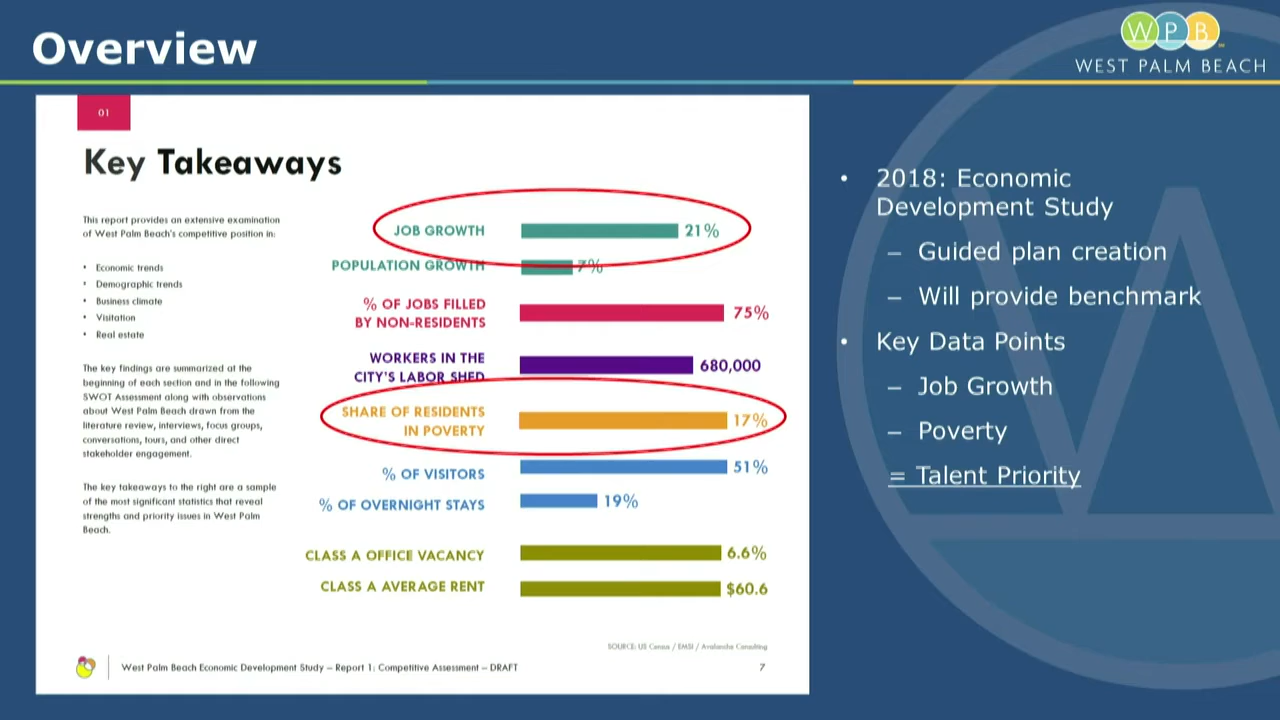 Overview
W P B
WEST PALM BEACH
01
Key Takeaways
This report provides an extensive examination
of West Palm Beach's competitive position in:
• Economic trends
• Demographic trends
• Business climate
• Visitation
• Real estate
The key findings are summarized at the
beginning of each section and in the following
SWOT Assessment along with observations
about West Palm Beach drawn from the
literature review, interviews, focus groups,
conversations, tours, and other direct
stakeholder engagement.
The key takeaways to the right are a sample
of the most significant statistics that reveal
strengths and priority issues in West Palm
Beach.
JOB GROWTH 21%
POPULATION GROWTH 7%
% OF JOBS FILLED
BY NON-RESIDENTS 75%
WORKERS IN THE
CITY'S LABOR SHED 680,000
SHARE OF RESIDENTS
IN POVERTY 17%
% OF VISITORS 51%
% OF OVERNIGHT STAYS 19%
CLASS A OFFICE VACANCY 6.6%
CLASS A AVERAGE RENT $60.6
SOURCE: US Census / EMSI / Avalanche Consulting
West Palm Beach Economic Development Study – Report 1: Competitive Assessment – DRAFT
7
• 2018: Economic
Development Study
– Guided plan creation
– Will provide benchmark
• Key Data Points
– Job Growth
– Poverty
= Talent Priority